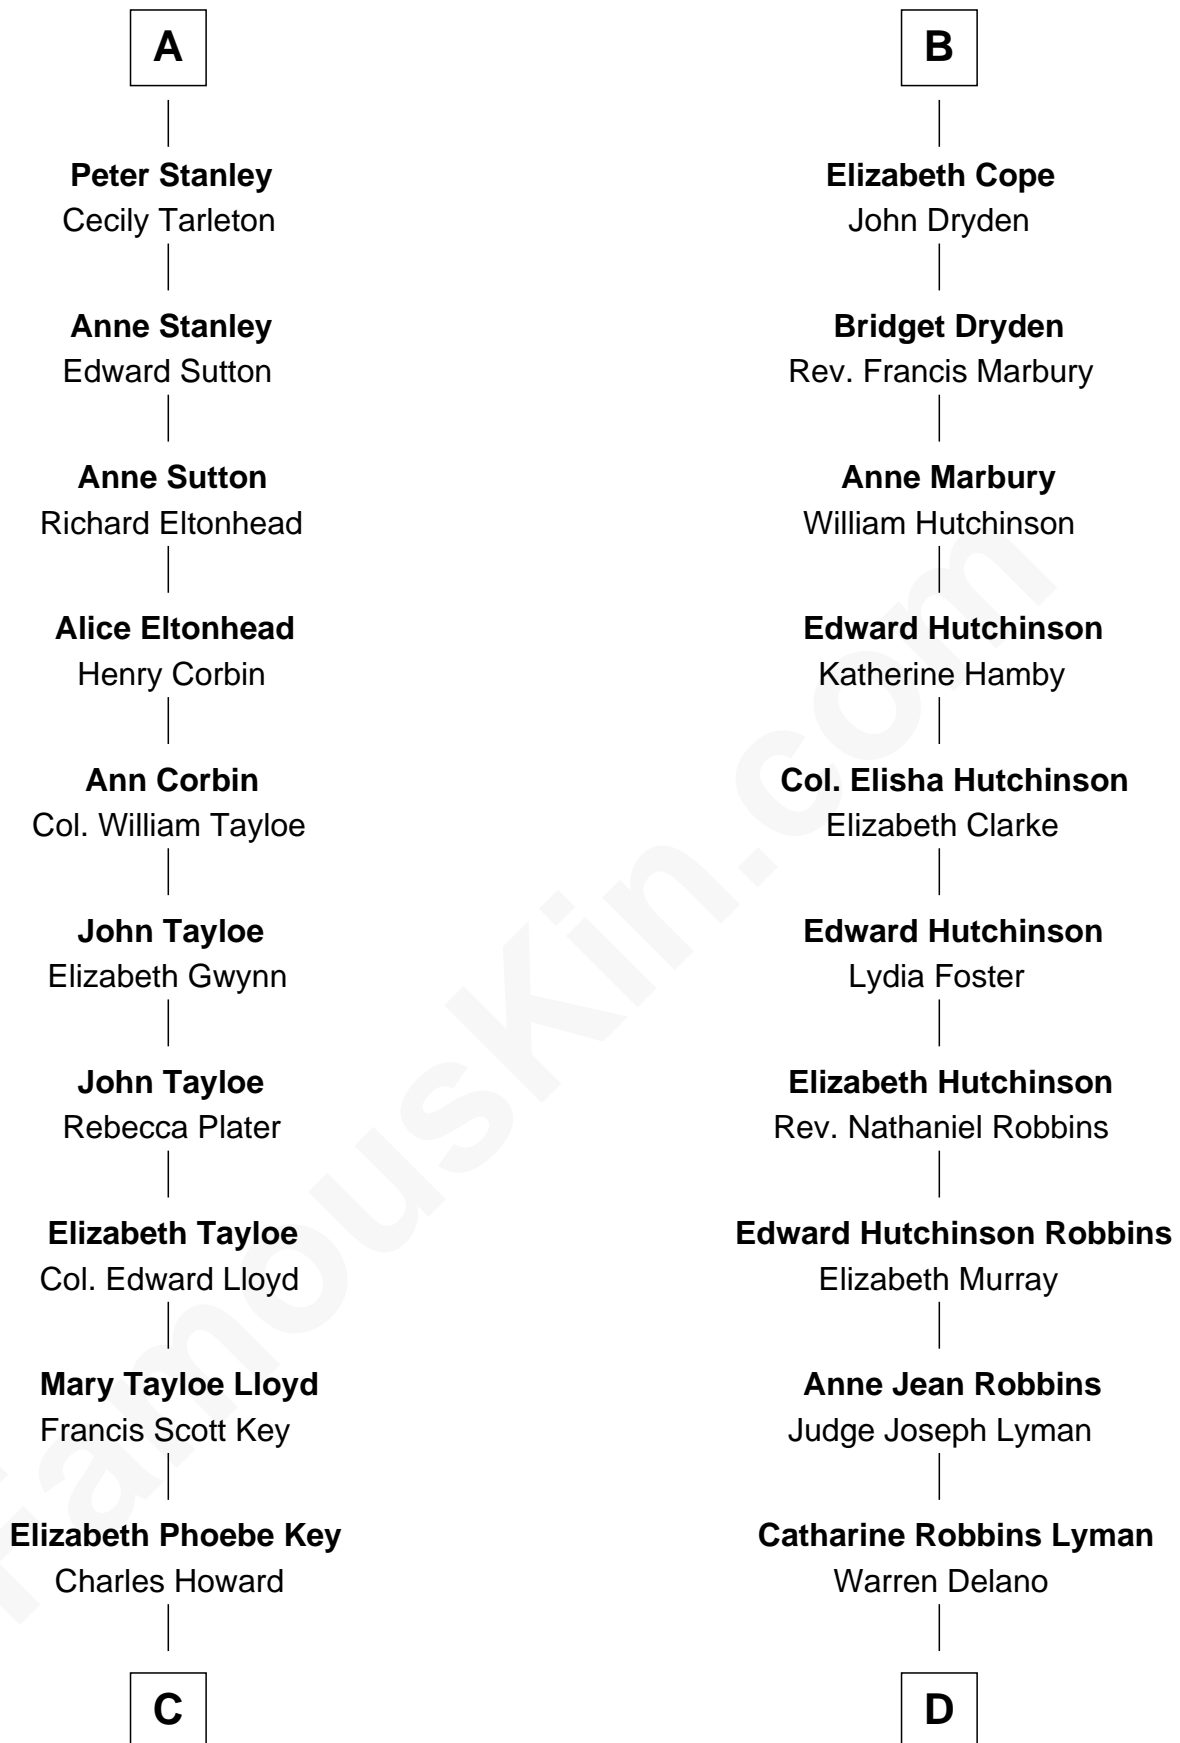 A
Peter Stanley
Cecily Tarleton
Anne Stanley
Edward Sutton
Anne Sutton
Richard Eltonhead
Alice Eltonhead
Henry Corbin
Ann Corbin
Col. William Tayloe
John Tayloe
Elizabeth Gwynn
John Tayloe
Rebecca Plater
Elizabeth Tayloe
Col. Edward Lloyd
Mary Tayloe Lloyd
Francis Scott Key
Elizabeth Phoebe Key
Charles Howard
C
B
Elizabeth Cope
John Dryden
Bridget Dryden
Rev. Francis Marbury
Anne Marbury
William Hutchinson
Edward Hutchinson
Katherine Hamby
Col. Elisha Hutchinson
Elizabeth Clarke
Edward Hutchinson
Lydia Foster
Elizabeth Hutchinson
Rev. Nathaniel Robbins
Edward Hutchinson Robbins
Elizabeth Murray
Anne Jean Robbins
Judge Joseph Lyman
Catharine Robbins Lyman
Warren Delano
D
FamousKin.com